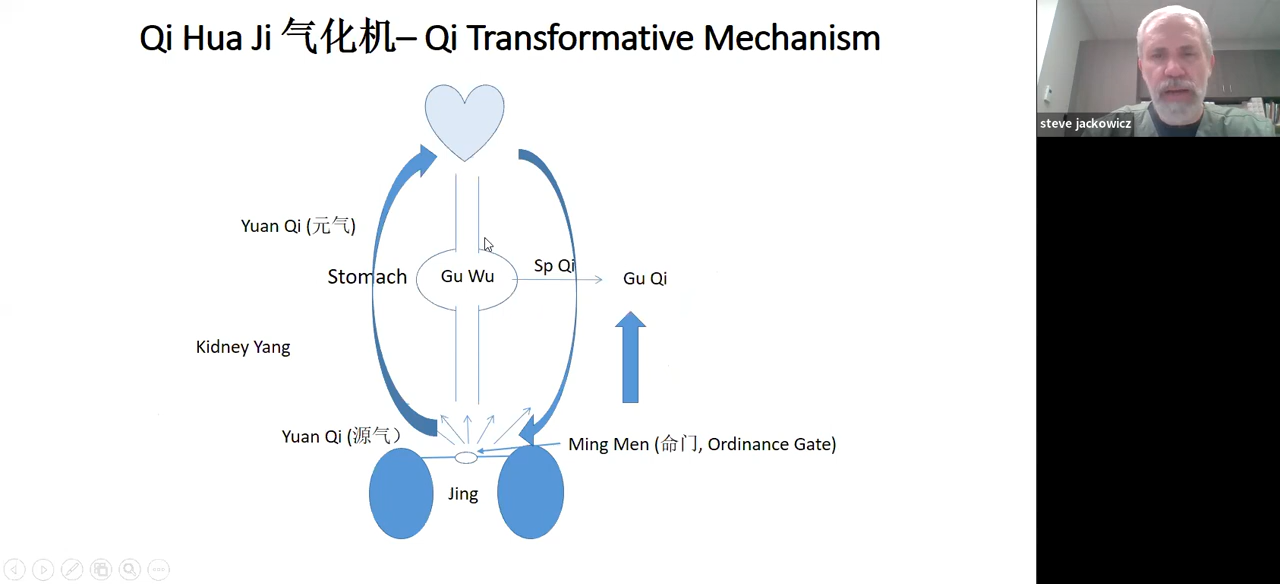 Qi Hua Ji 气化机– Qi Transformative Mechanism
steve jackowicz
Yuan Qi (元气)
Stomach
Gu Wu
Sp Qi
Gu Qi
Kidney Yang
Yuan Qi (源气）
Ming Men (命门, Ordinance Gate)
Jing